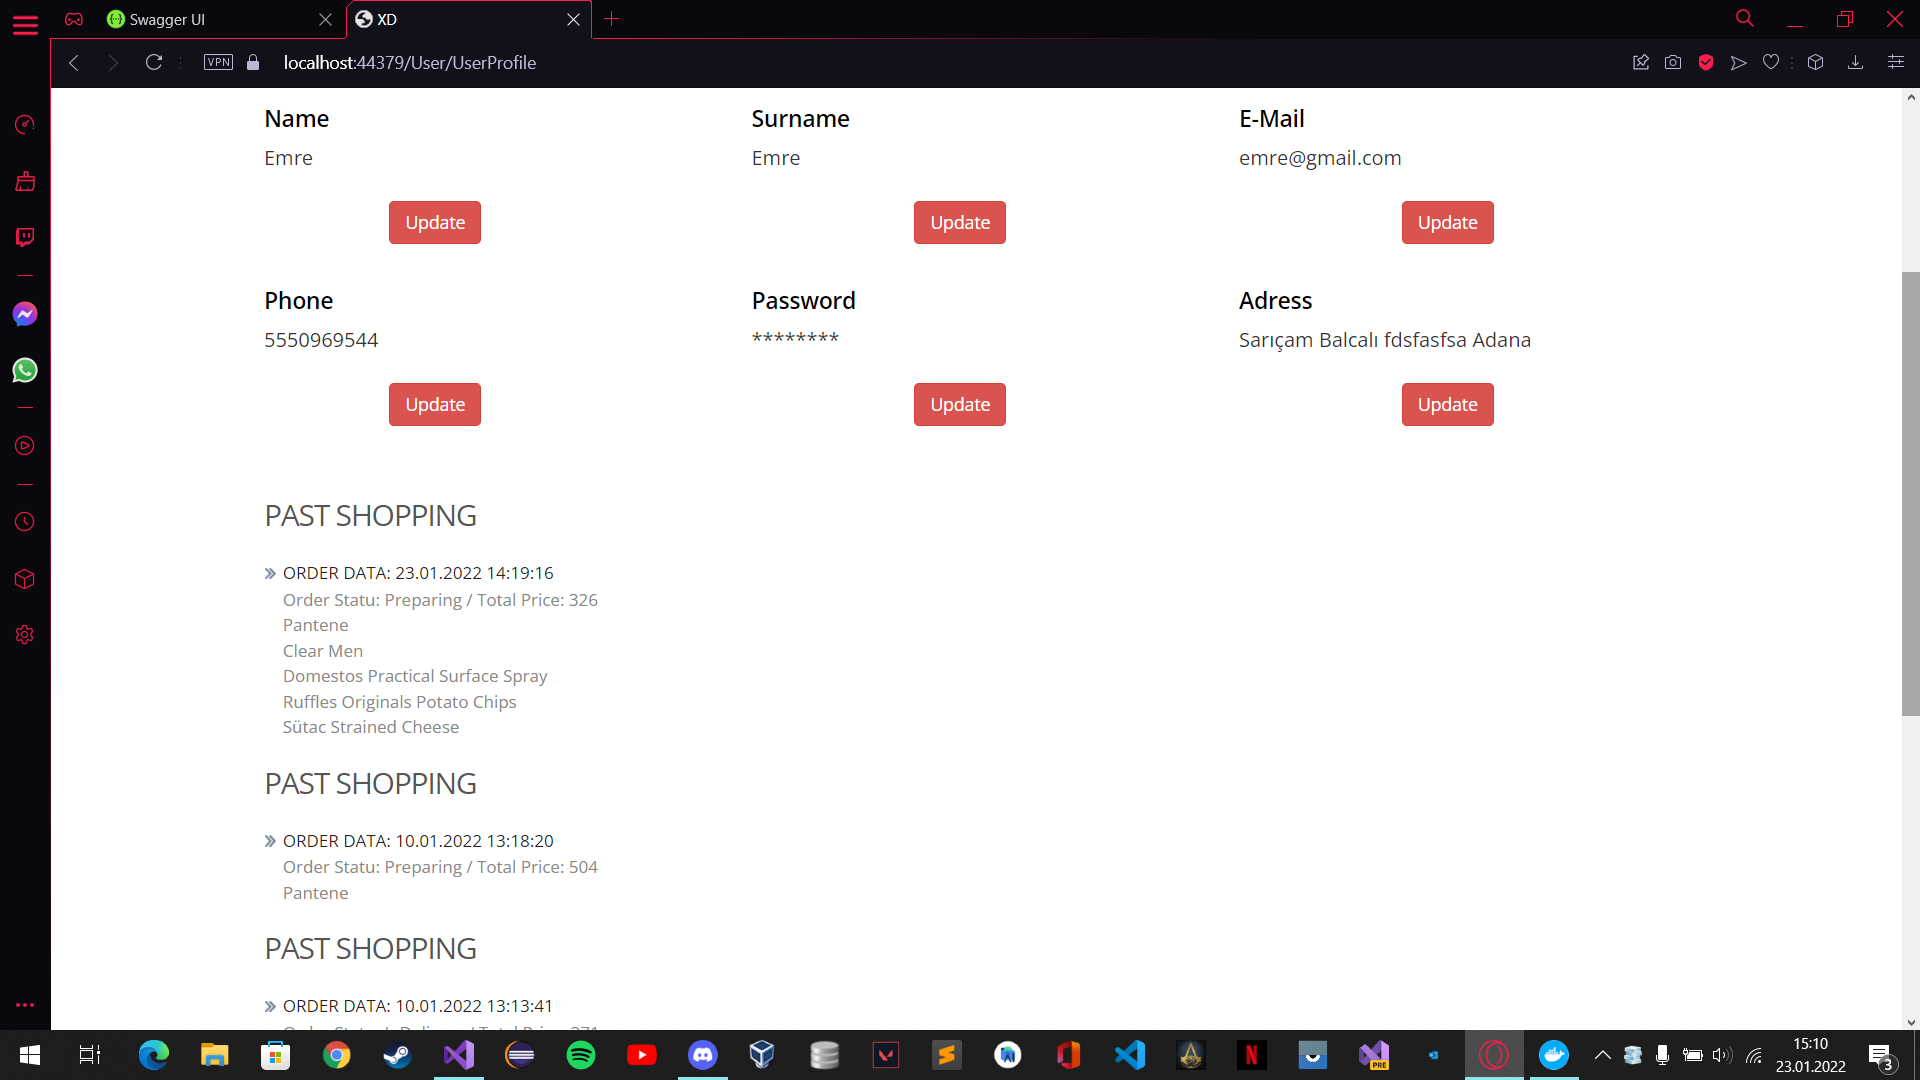 Swagger UI
XD
VPN
localhost:44379/User/UserProfile
Name
Surname
E-Mail
Emre
Emre
emre@gmail.com
Update
Update
Update
Phone
Password
Adress
5550969544
********
Sarıçam Balcalı fdsfasfsa Adana
Update
Update
Update
PAST SHOPPING
ORDER DATA: 23.01.2022 14:19:16
Order Statu: Preparing / Total Price: 326
Pantene
Clear Men
Domestos Practical Surface Spray
Ruffles Originals Potato Chips
Sütac Strained Cheese
PAST SHOPPING
ORDER DATA: 10.01.2022 13:18:20
Order Statu: Preparing / Total Price: 504
Pantene
PAST SHOPPING
ORDER DATA: 10.01.2022 13:13:41
PRE
15:10
23.01.2022
3